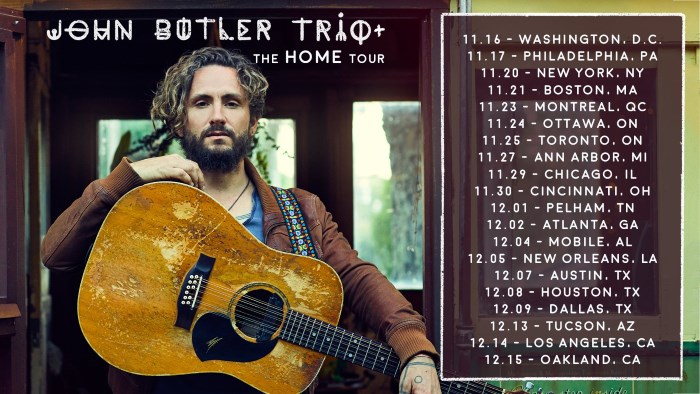 JOHN BUTLER TRIO+
THE HOME TOUR
11.16 - WASHINGTON, D.C.
11.17 - PHILADELPHIA, PA
11.20 - NEW YORK, NY
11.21 - BOSTON, MA
11.23 - MONTREAL, QC
11.24 - OTTAWA, ON
11.25 - TORONTO, ON
11.27 - ANN ARBOR, MI
11.29 - CHICAGO, IL
11.30 - CINCINNATI, OH
12.01 - PELHAM, TN
12.02 - ATLANTA, GA
12.04 - MOBILE, AL
12.05 - NEW ORLEANS, LA
12.07 - AUSTIN, TX
12.08 - HOUSTON, TX
12.09 - DALLAS, TX
12.13 - TUCSON, AZ
12.14 - LOS ANGELES, CA
12.15 - OAKLAND, CA
step inside